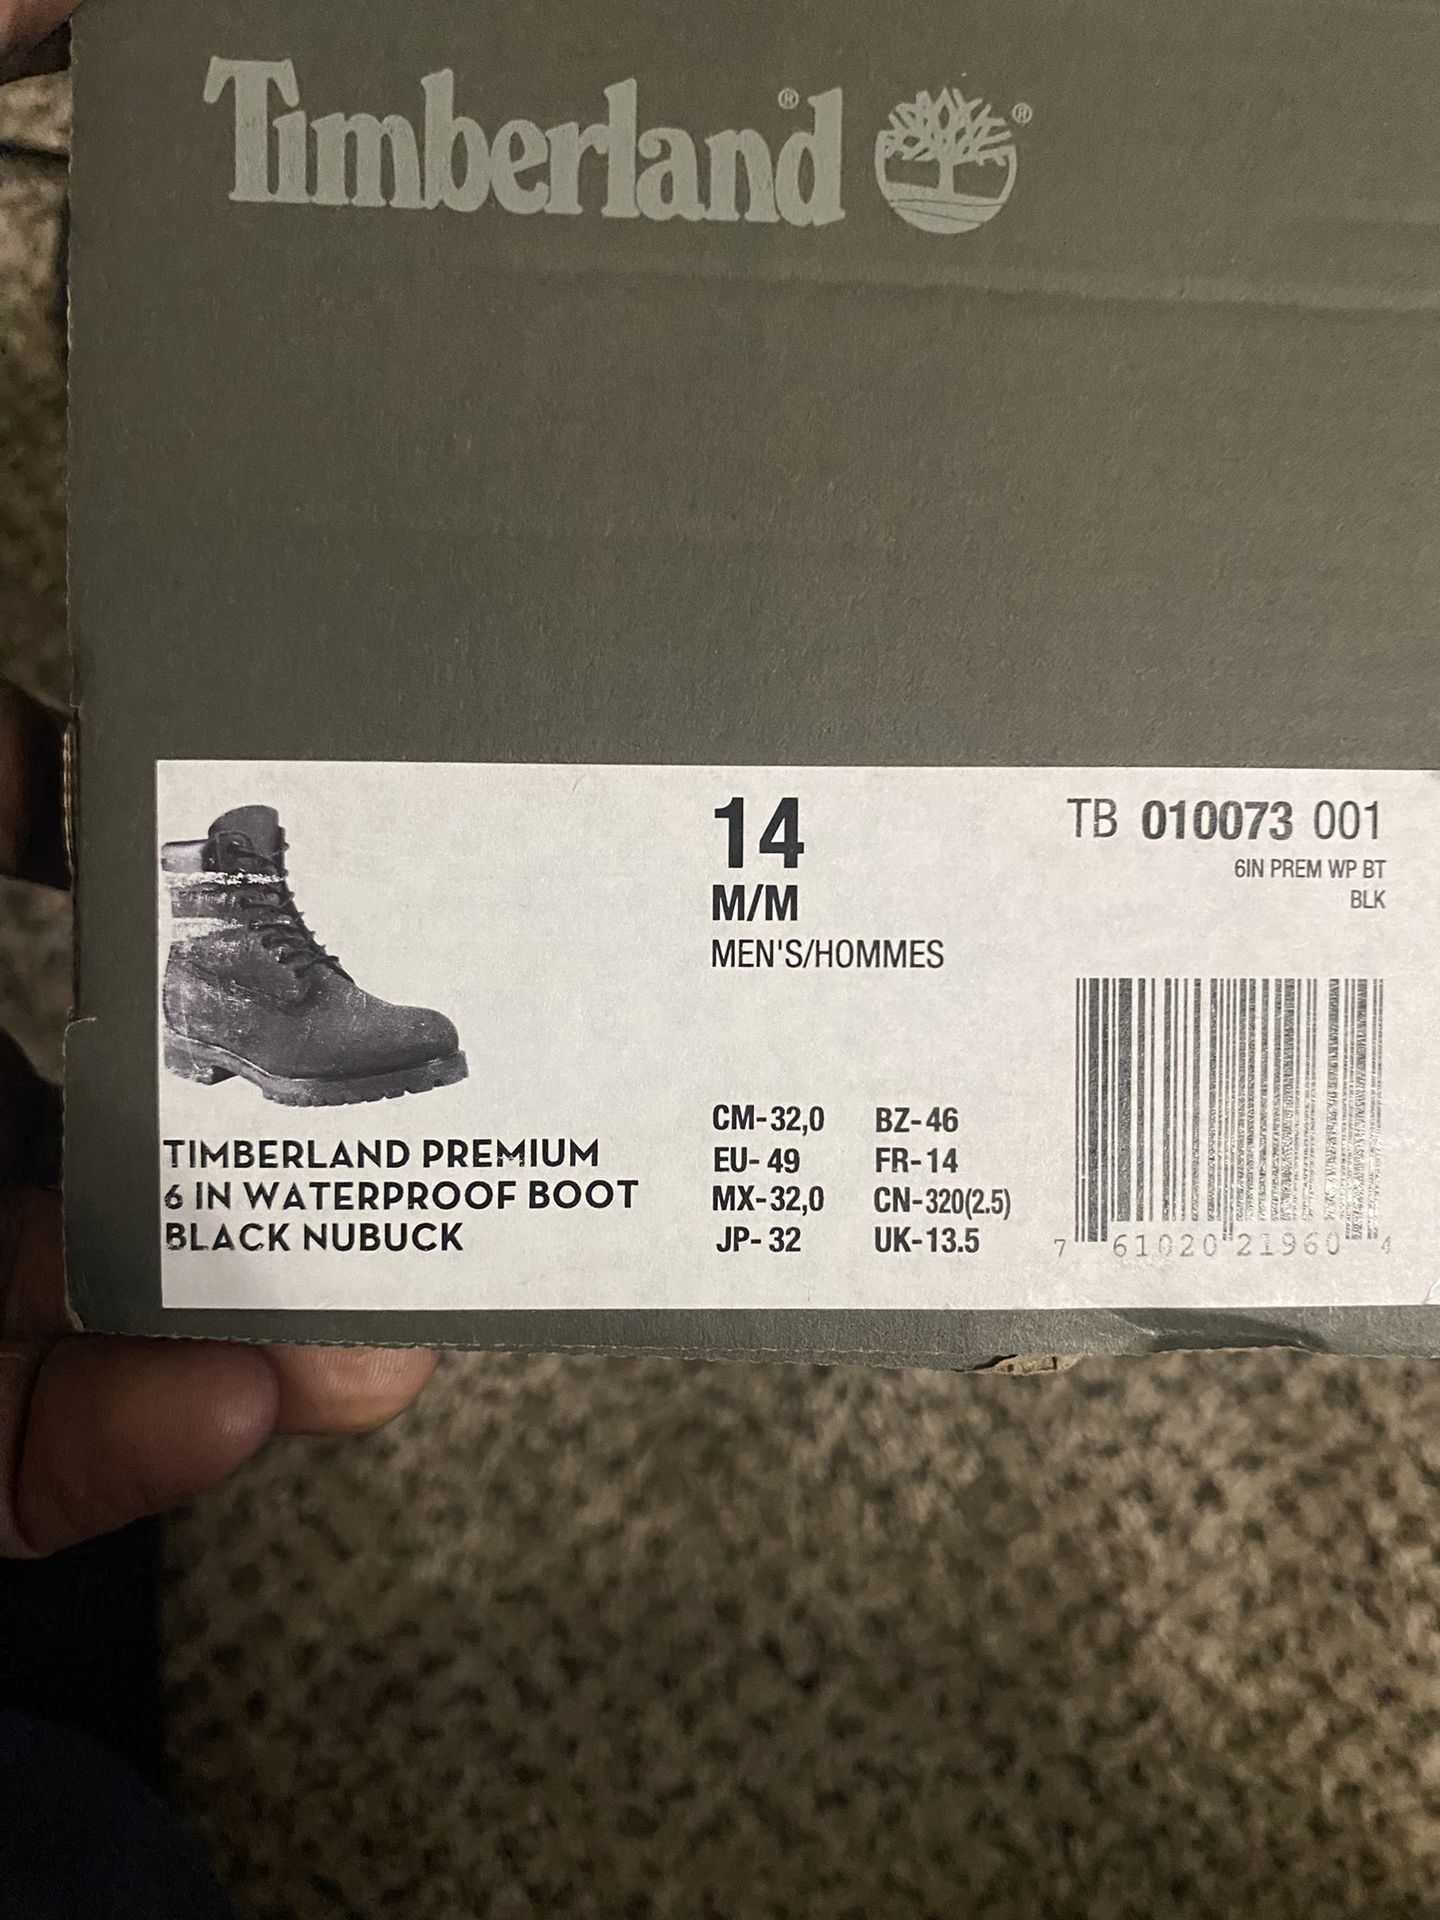 Timberland®®
14
M/M
MEN'S/HOMMES
TB 010073 001
6IN PREM WP BT
BLK
TIMBERLAND PREMIUM
6 IN WATERPROOF BOOT
BLACK NUBUCK
CM-32,0 BZ-46
EU-49 FR-14
MX-32,0 CN-320(2.5)
JP-32 UK-13.5
7 61020 21960 4